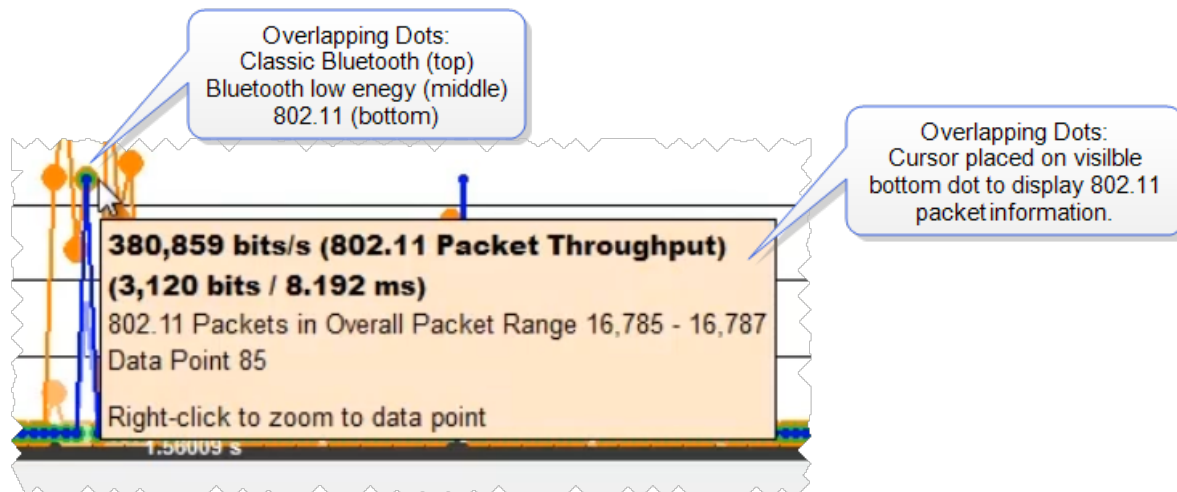 Overlapping Dots:
Classic Bluetooth (top)
Bluetooth low enegy (middle)
802.11 (bottom)
Overlapping Dots:
Cursor placed on visilble
bottom dot to display 802.11
packet information.
380,859 bits/s (802.11 Packet Throughput)
(3,120 bits / 8.192 ms)
802.11 Packets in Overall Packet Range 16,785 - 16,787
Data Point 85
Right-click to zoom to data point
1.56009 s